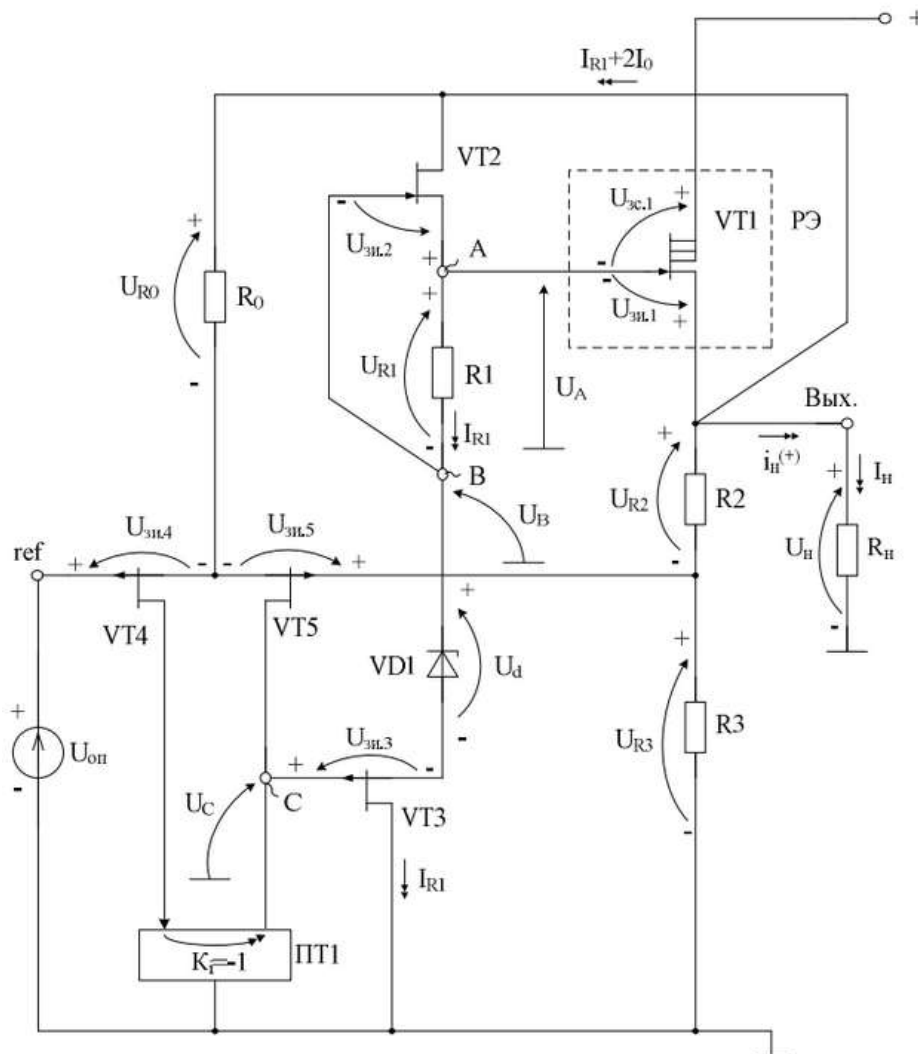 +
I_R1+2I_0
VT2
+
U_зс.1
VT1
РЭ
-
U_зи.2
A
+
+
+
-
-
U_R0
R_0
U_зи.1
+
U_R1
R1
U_A
-
Вых.
-
I_R1
+
i_н^(+)
+
I_н
B
U_R2
R2
U_B
U_н
R_н
U_зи.4
U_зи.5
ref
+
-
-
+
-
-
VT4
VT5
+
+
VD1
U_d
+
U_оп
-
U_зи.3
-
U_R3
R3
+
-
U_C
C
VT3
-
I_R1
K_i=-1
ПТ1